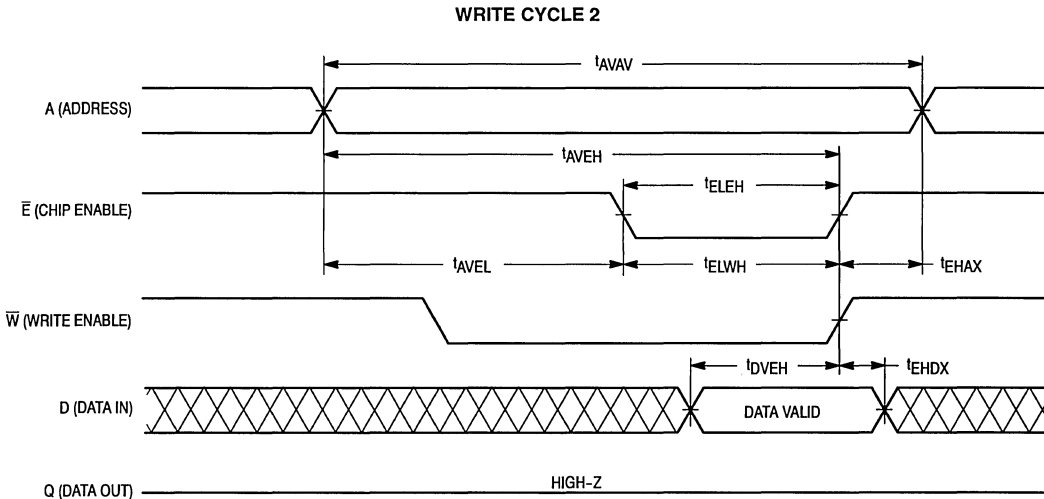 WRITE CYCLE 2
tAVAV
A (ADDRESS)
tAVEH
tELEH
E̅ (CHIP ENABLE)
tAVEL tELWH tEHAX
W̅ (WRITE ENABLE)
tDVEH tEHDX
D (DATA IN) DATA VALID
HIGH–Z
Q (DATA OUT)